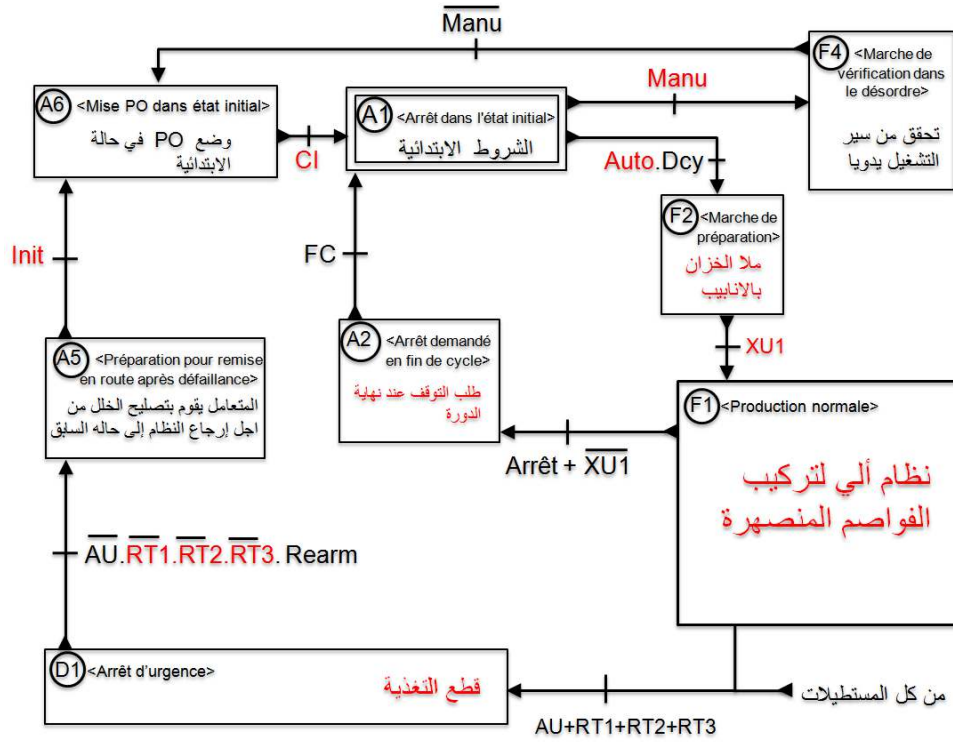 Manu̅
F4 <Marche de
vérification dans
le désordre>
تحقق من سير
التشغيل يدويا
A6 <Mise PO dans état initial>
وضع PO في حالة
الابتدائية
CI
A1 <Arrêt dans l'état initial>
الشروط الابتدائية
Manu
Auto.Dcy
F2 <Marche de
préparation>
ملا الخزان
بالانابيب
XU1
Init
FC
A5 <Préparation pour remise
en route après défaillance>
المتعامل يقوم بتصليح الخلل من
اجل إرجاع النظام إلى حاله السابق
A2 <Arrêt demandé
en fin de cycle>
طلب التوقف عند نهاية
الدورة
F1 <Production normale>
نظام ألي لتركيب
الفواصم المنصهرة
Arrêt + X̅U̅1̅
A̅U̅.R̅T̅1̅.R̅T̅2̅.R̅T̅3̅. Rearm
D1 <Arrêt d'urgence>
قطع التغذية
من كل المستطيلات
AU+RT1+RT2+RT3